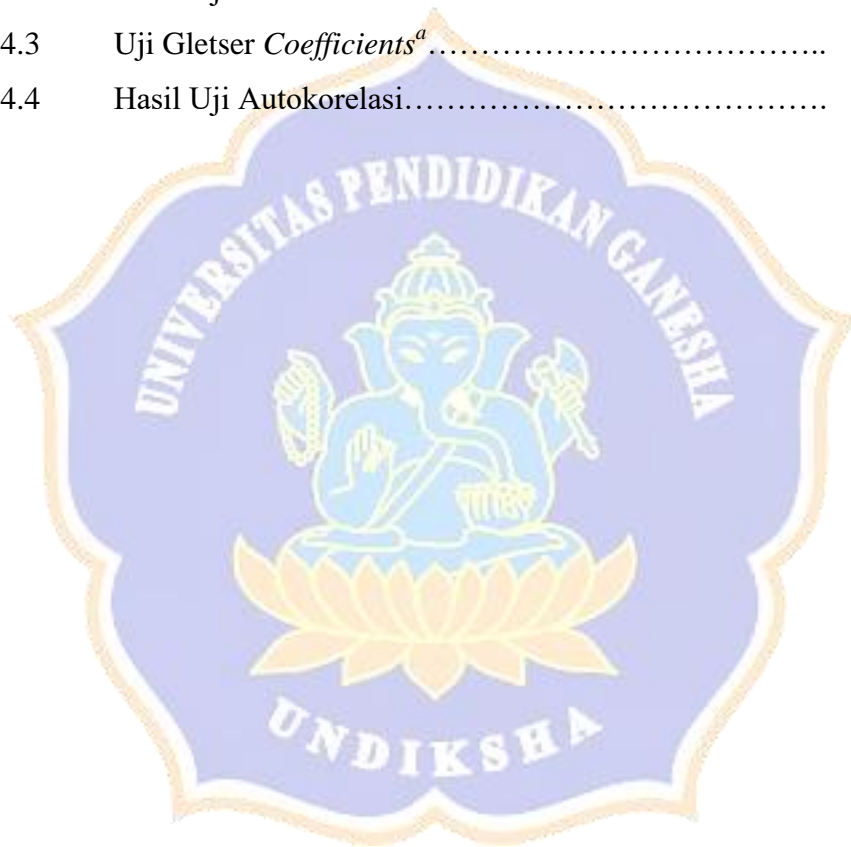 4.3 Uji Gletser Coefficientsᵃ……………………………..
4.4 Hasil Uji Autokorelasi………………………………….
UNIVERSITAS PENDIDIKAN GANESHA
UNDIKSHA